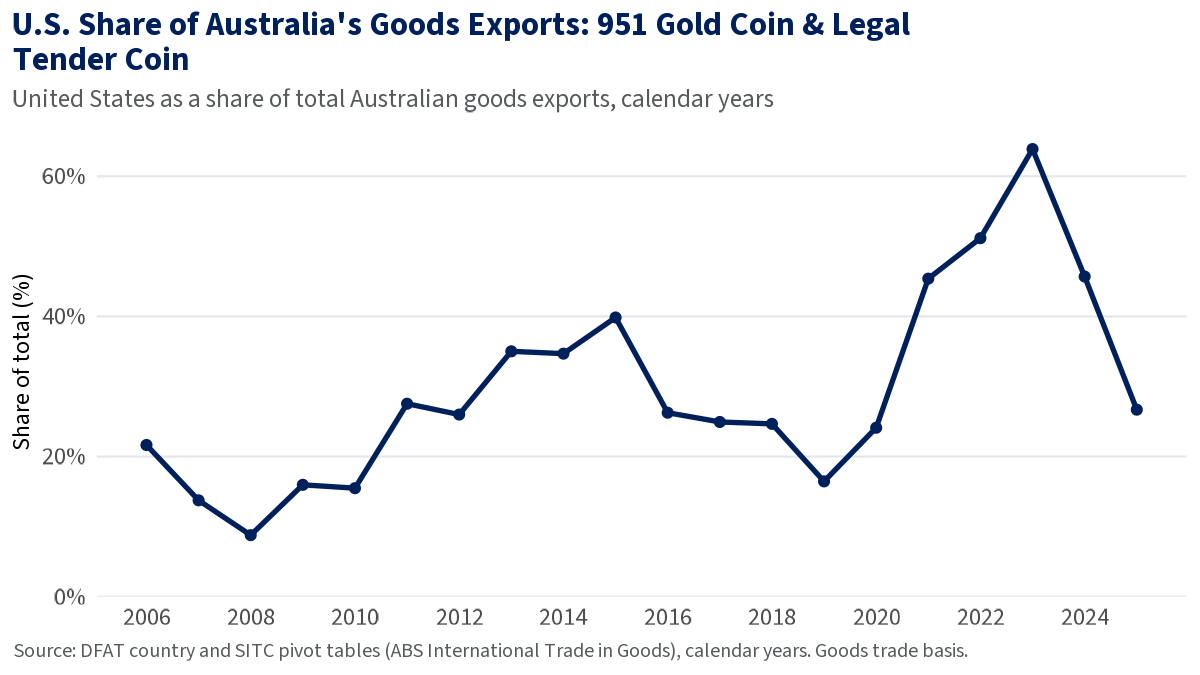 U.S. Share of Australia's Goods Exports: 951 Gold Coin & Legal
Tender Coin
United States as a share of total Australian goods exports, calendar years
Share of total (%)
60%
40%
20%
0%
2006 2008 2010 2012 2014 2016 2018 2020 2022 2024
Source: DFAT country and SITC pivot tables (ABS International Trade in Goods), calendar years. Goods trade basis.